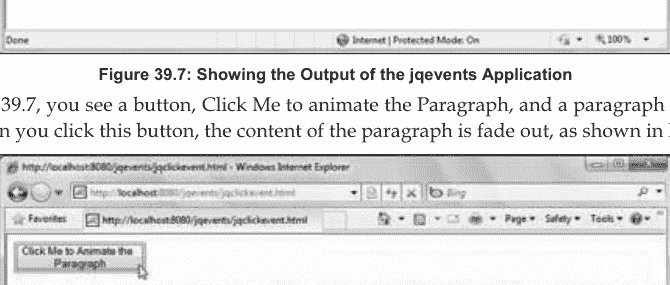 Done Internet | Protected Mode: On 100%
Figure 39.7: Showing the Output of the jqevents Application
39.7, you see a button, Click Me to animate the Paragraph, and a paragraph
n you click this button, the content of the paragraph is fade out, as shown in
http://localhost:8080/jqevents/jqclickevent.html - Windows Internet Explorer
http://localhost:8080/jqevents/jqclickevent.html Bing
Favorites http://localhost:8080/jqevents/jqclickevent.html Page Safety Tools
Click Me to Animate the
Paragraph